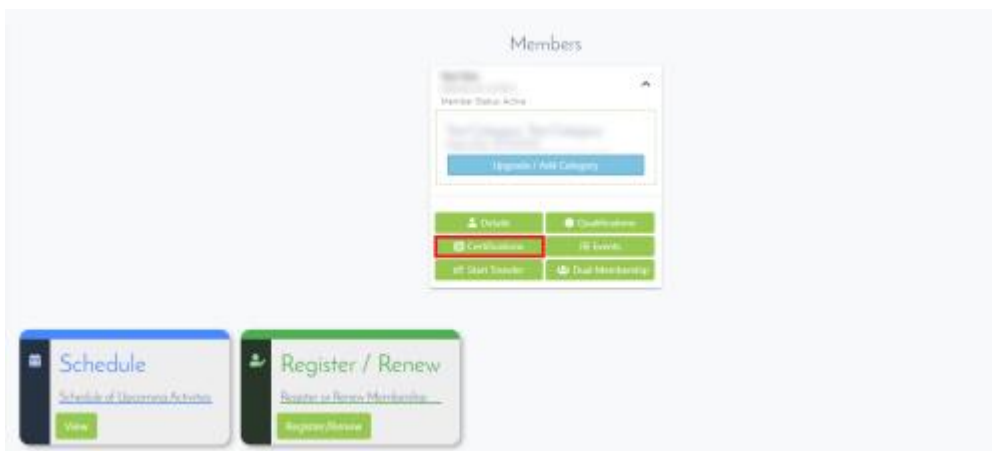 Members
Member Status: Active
Upgrade / Add Category
Details
Qualifications
Certifications
Events
Start Transfer
Dual Membership
Schedule
Schedule of Upcoming Activities
View
Register / Renew
Register or Renew Membership
Register/Renew